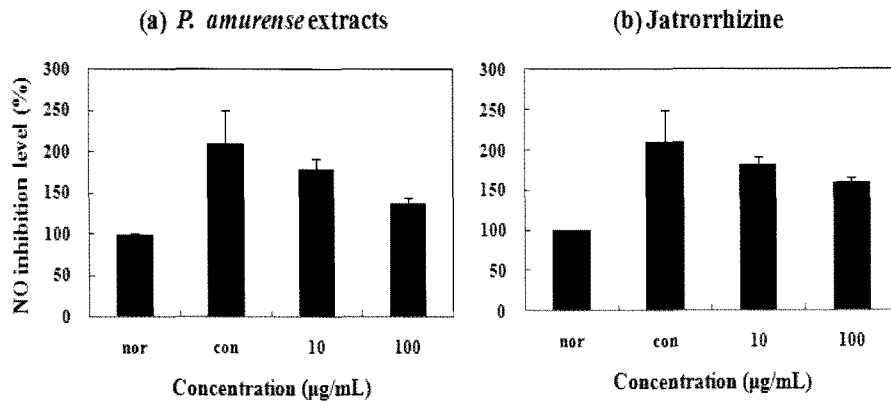 (a) P. amurense extracts
(b) Jatrorrhizine
NO inhibition level (%)
300
250
200
150
100
50
0
nor con 10 100
Concentration (µg/mL)
300
250
200
150
100
50
0
nor con 10 100
Concentration (µg/mL)